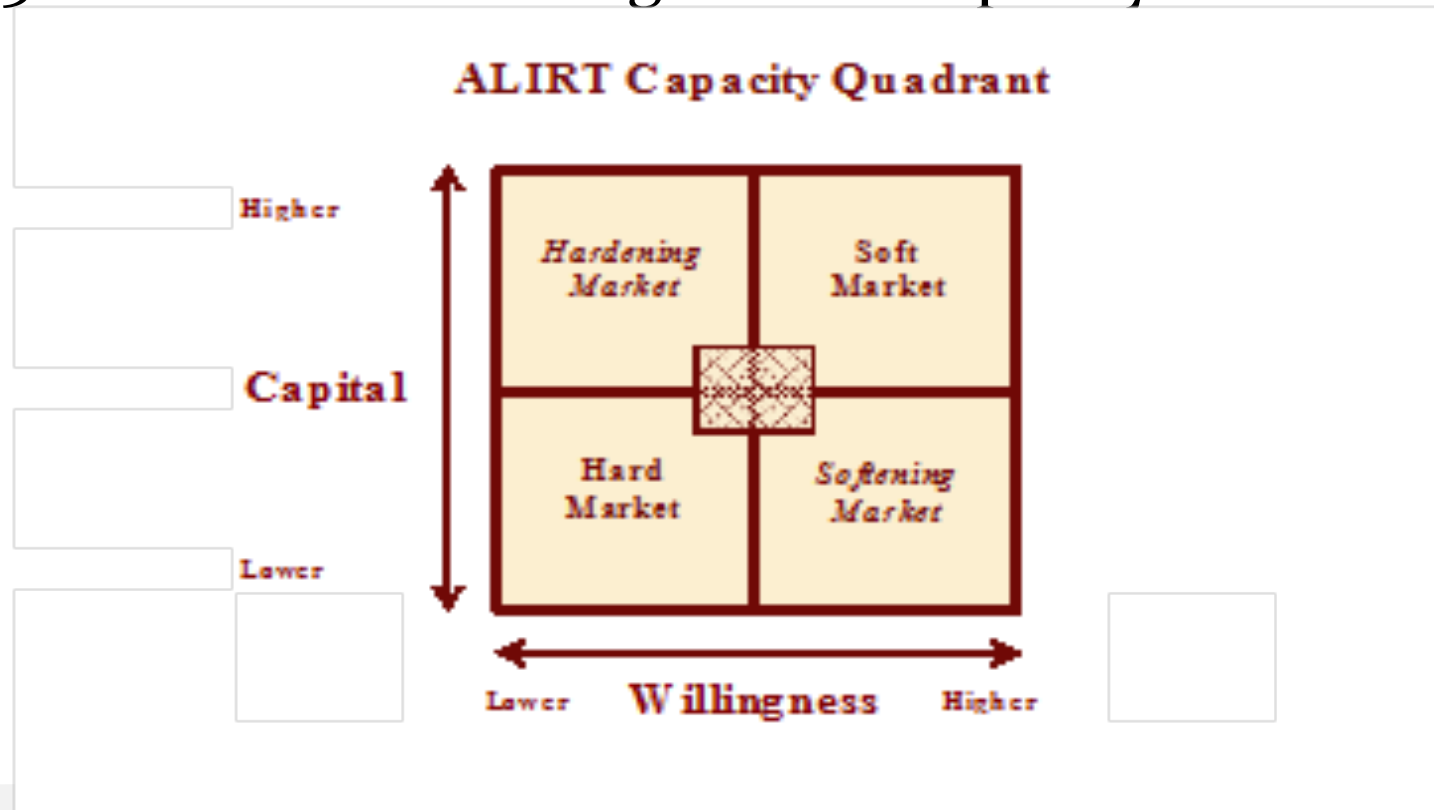 ALIRT Capacity Quadrant
Higher
Hardening
Market
Soft
Market
Capital
Hard
Market
Softening
Market
Lower
Lower
Willingness
Higher